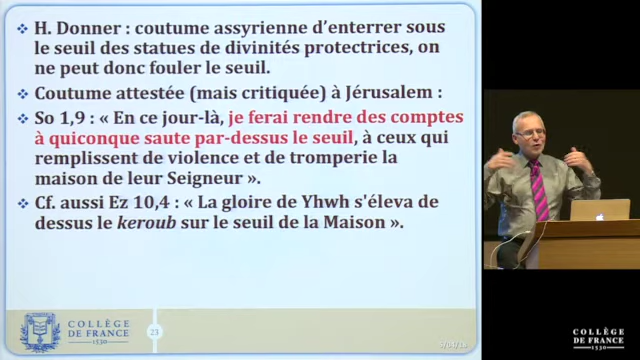 H. Donner : coutume assyrienne d'enterrer sous
le seuil des statues de divinités protectrices, on
ne peut donc fouler le seuil.
Coutume attestée (mais critiquée) à Jérusalem :
So 1,9 : « En ce jour-là, je ferai rendre des comptes
à quiconque saute par-dessus le seuil, à ceux qui
remplissent de violence et de tromperie la
maison de leur Seigneur ».
Cf. aussi Ez 10,4 : « La gloire de Yhwh s'éleva de
dessus le keroub sur le seuil de la Maison ».
COLLÈGE
DE FRANCE
1530
23
COLLÈGE
DE FRANCE
1530